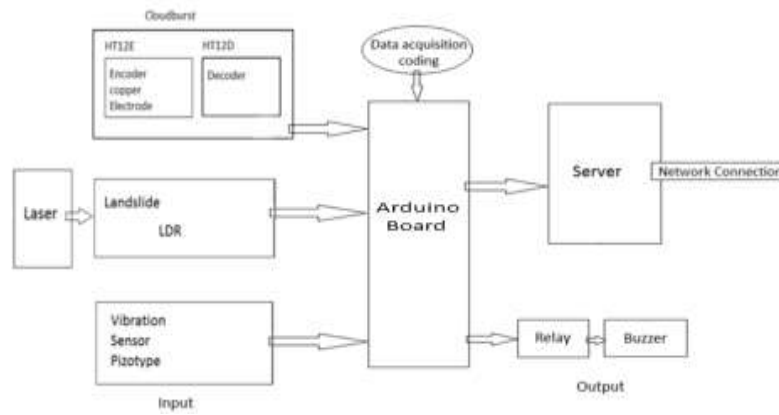 Cloudburst
HT12E
HT12D
Encoder
copper
Electrode
Decoder
Data acquisition
coding
Laser
Landslide
LDR
Arduino
Board
Server
Network Connection
Vibration
Sensor
Pizotype
Relay
Buzzer
Input
Output